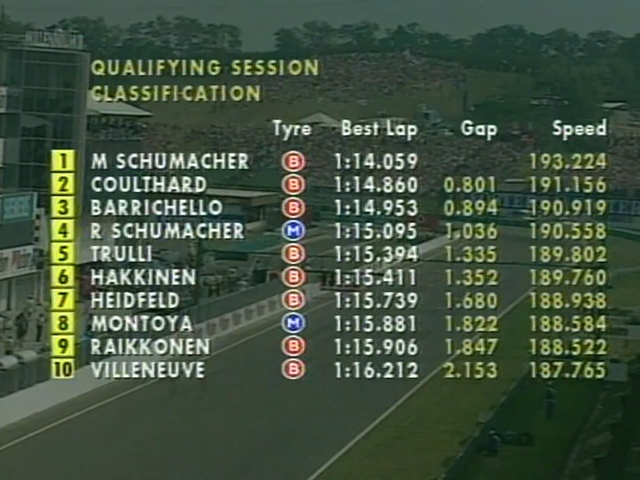 QUALIFYING SESSION
CLASSIFICATION
Tyre Best Lap Gap Speed
1 M SCHUMACHER B 1:14.059 193.224
2 COULTHARD B 1:14.860 0.801 191.156
3 BARRICHELLO B 1:14.953 0.894 190.919
4 R SCHUMACHER M 1:15.095 1.036 190.558
5 TRULLI B 1:15.394 1.335 189.802
6 HAKKINEN B 1:15.411 1.352 189.760
7 HEIDFELD B 1:15.739 1.680 188.938
8 MONTOYA M 1:15.881 1.822 188.584
9 RAIKKONEN B 1:15.906 1.847 188.522
10 VILLENEUVE B 1:16.212 2.153 187.765